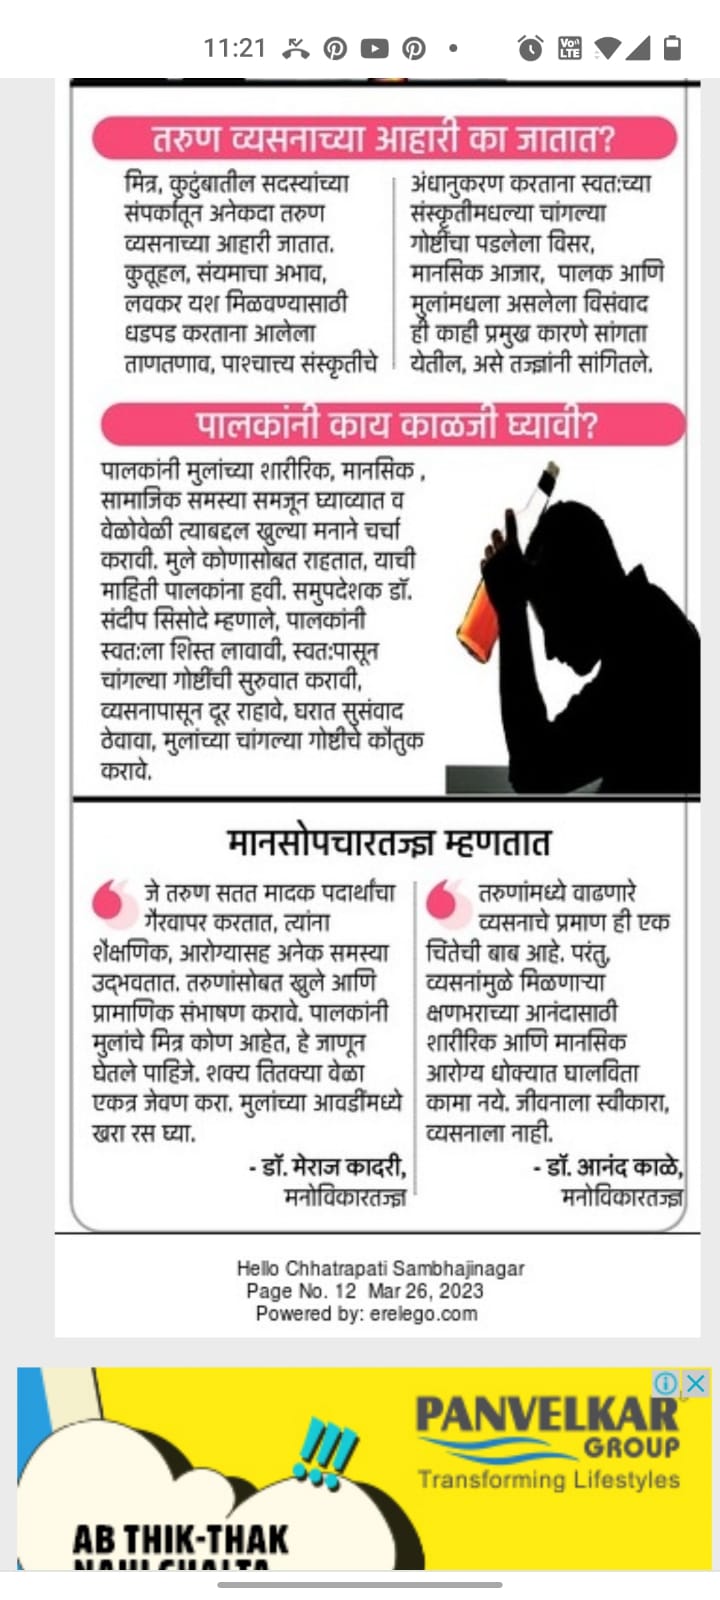 11:21
Vo))
LTE
तरुण व्यसनाच्या आहारी का जातात?
मित्र, कुटुंबातील सदस्यांच्या
संपर्कातून अनेकदा तरुण
व्यसनाच्या आहारी जातात.
कुतूहल, संयमाचा अभाव,
लवकर यश मिळवण्यासाठी
धडपड करताना आलेला
ताणतणाव, पाश्चात्त्य संस्कृतीचे
अंधानुकरण करताना स्वत:च्या
संस्कृतीमधल्या चांगल्या
गोष्टींचा पडलेला विसर,
मानसिक आजार, पालक आणि
मुलांमधला असलेला विसंवाद
ही काही प्रमुख कारणे सांगता
येतील, असे तज्ज्ञांनी सांगितले.
पालकांनी काय काळजी घ्यावी?
पालकांनी मुलांच्या शारीरिक, मानसिक ,
सामाजिक समस्या समजून घ्याव्यात व
वेळोवेळी त्याबद्दल खुल्या मनाने चर्चा
करावी. मुले कोणासोबत राहतात, याची
माहिती पालकांना हवी. समुपदेशक डॉ.
संदीप सिसोदे म्हणाले, पालकांनी
स्वत:ला शिस्त लावावी, स्वत:पासून
चांगल्या गोष्टींची सुरुवात करावी,
व्यसनापासून दूर राहावे, घरात सुसंवाद
ठेवावा, मुलांच्या चांगल्या गोष्टीचे कौतुक
करावे.
मानसोपचारतज्ज्ञ म्हणतात
जे तरुण सतत मादक पदार्थांचा
गैरवापर करतात, त्यांना
शैक्षणिक, आरोग्यासह अनेक समस्या
उद्भवतात. तरुणांसोबत खुले आणि
प्रामाणिक संभाषण करावे. पालकांनी
मुलांचे मित्र कोण आहेत, हे जाणून
घेतले पाहिजे. शक्य तितक्या वेळा
एकत्र जेवण करा. मुलांच्या आवडींमध्ये
खरा रस घ्या.
- डॉ. मेराज कादरी,
मनोविकारतज्ज्ञ
तरुणांमध्ये वाढणारे
व्यसनाचे प्रमाण ही एक
चिंतेची बाब आहे. परंतु,
व्यसनांमुळे मिळणाऱ्या
क्षणभराच्या आनंदासाठी
शारीरिक आणि मानसिक
आरोग्य धोक्यात घालविता
कामा नये. जीवनाला स्वीकारा,
व्यसनाला नाही.
- डॉ. आनंद काळे,
मनोविकारतज्ज्ञ
Hello Chhatrapati Sambhajinagar
Page No. 12 Mar 26, 2023
Powered by: erelego.com
PANVELKAR
GROUP
Transforming Lifestyles
!!!
AB THIK-THAK
NAHI CHALTA